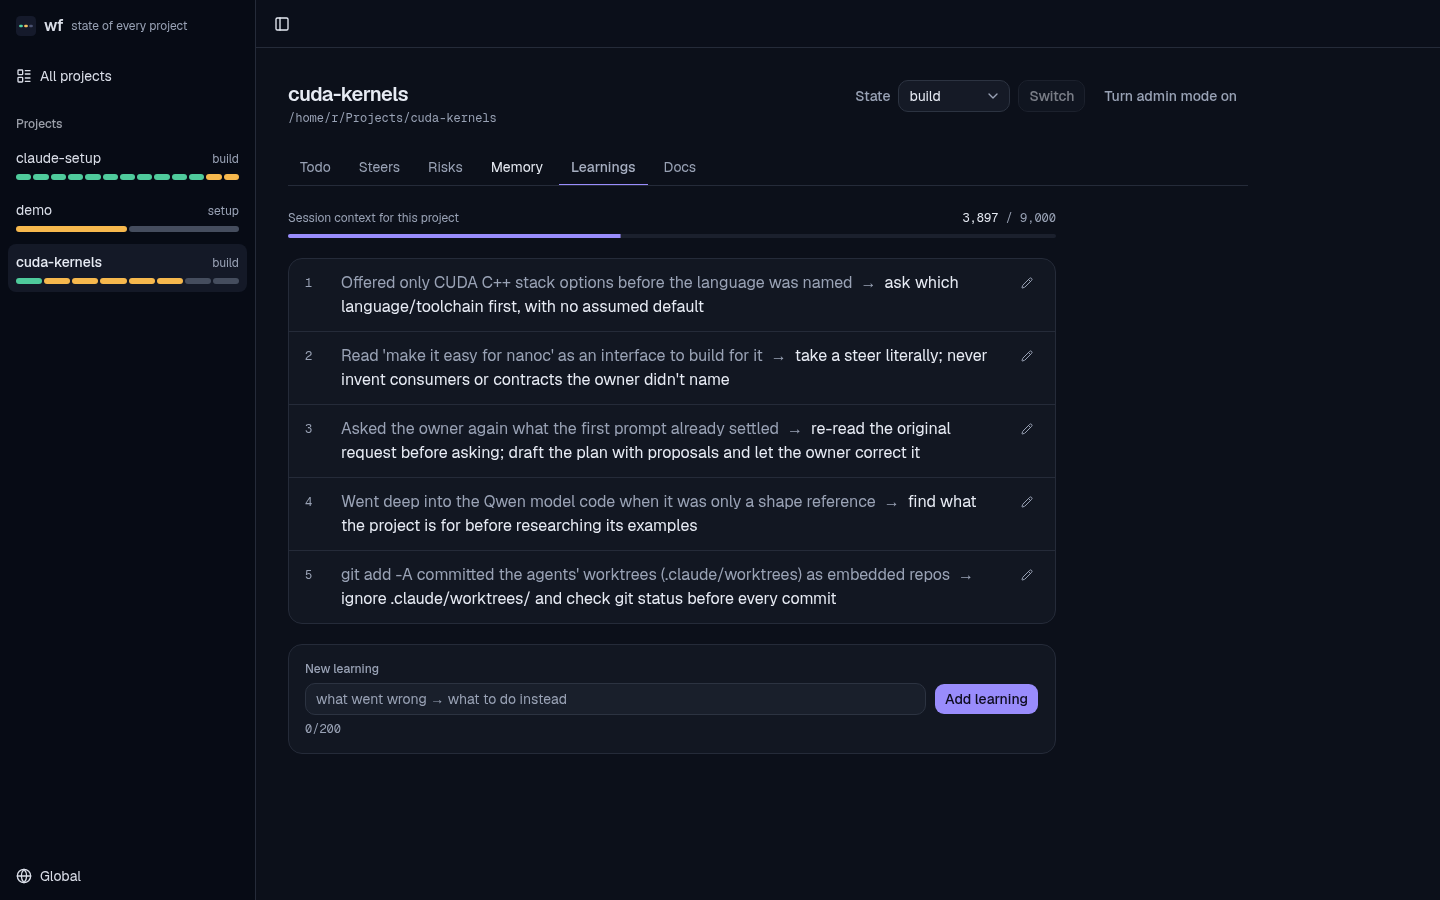 wf state of every project
All projects
Projects
claude-setup build
demo setup
cuda-kernels build
Global
cuda-kernels
/home/r/Projects/cuda-kernels
State build Switch Turn admin mode on
Todo Steers Risks Memory Learnings Docs
Session context for this project 3,897 / 9,000
1 Offered only CUDA C++ stack options before the language was named → ask which
language/toolchain first, with no assumed default
2 Read 'make it easy for nanoc' as an interface to build for it → take a steer literally; never
invent consumers or contracts the owner didn't name
3 Asked the owner again what the first prompt already settled → re-read the original
request before asking; draft the plan with proposals and let the owner correct it
4 Went deep into the Qwen model code when it was only a shape reference → find what
the project is for before researching its examples
5 git add -A committed the agents' worktrees (.claude/worktrees) as embedded repos →
ignore .claude/worktrees/ and check git status before every commit
New learning
what went wrong → what to do instead Add learning
0/200